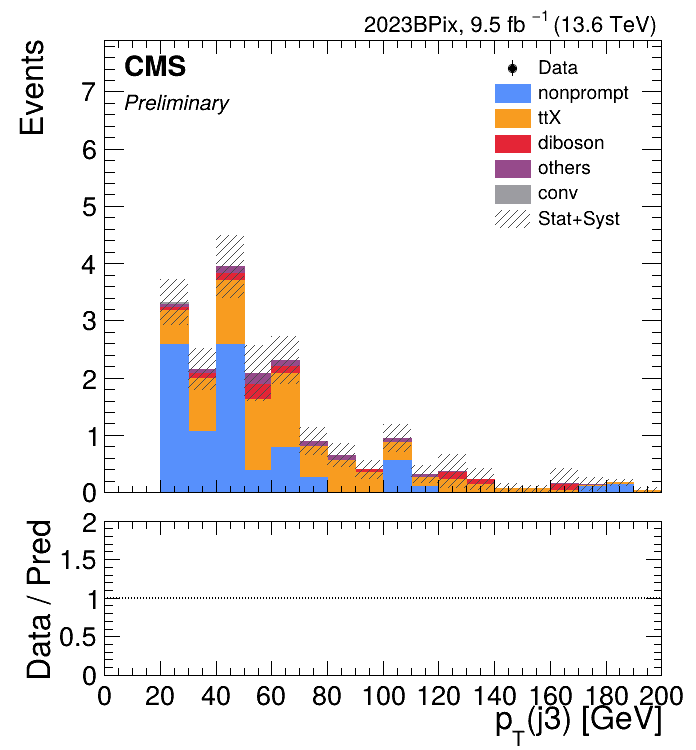 2023BPix, 9.5 fb⁻¹ (13.6 TeV)
CMS
Preliminary
Data
nonprompt
ttX
diboson
others
conv
Stat+Syst
Events
7
6
5
4
3
2
1
0
Data / Pred
2
1.5
1
0.5
0
0 20 40 60 80 100 120 140 160 180 200
p_T(j3) [GeV]